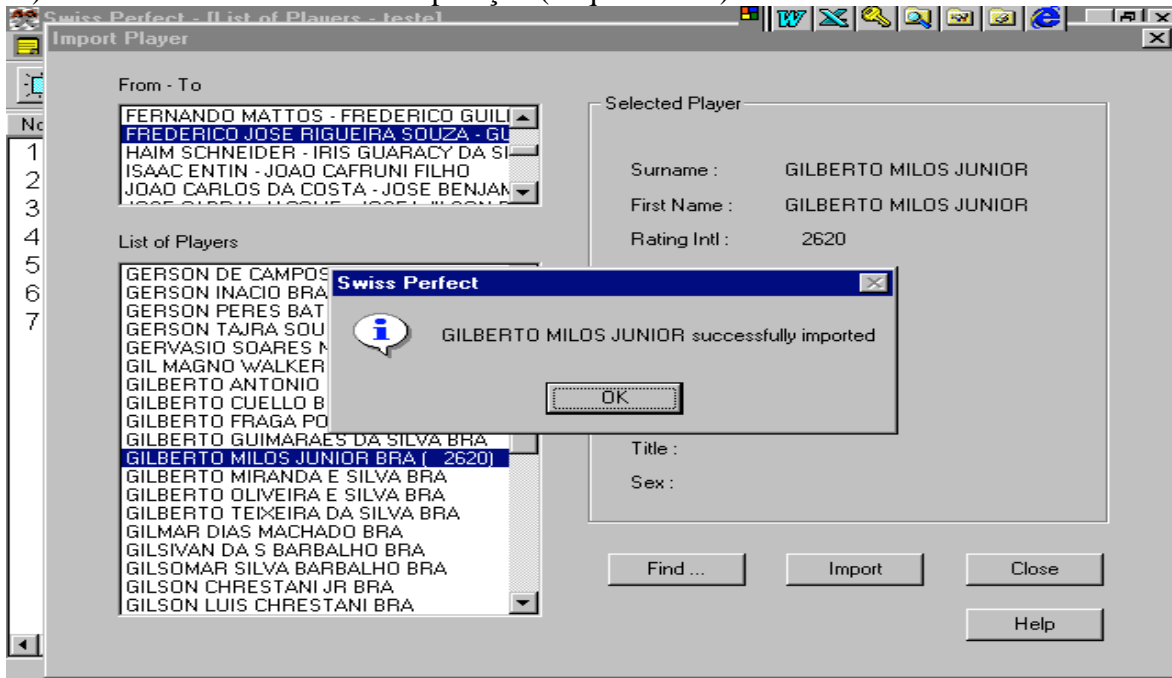 Swiss Perfect - [List of Players - teste]
Import Player
From - To
FERNANDO MATTOS - FREDERICO GUIL
FREDERICO JOSE RIGUEIRA SOUZA - GU
HAIM SCHNEIDER - IRIS GUARACY DA SI
ISAAC ENTIN - JOAO CAFRUNI FILHO
JOAO CARLOS DA COSTA - JOSE BENJAM
Selected Player
Surname : GILBERTO MILOS JUNIOR
First Name : GILBERTO MILOS JUNIOR
Rating Intl : 2620
Title :
Sex :
No
1
2
3
4
5
6
7
List of Players
GERSON DE CAMPOS
GERSON INACIO BRA
GERSON PERES BAT
GERSON TAJRA SOU
GERVASIO SOARES N
GIL MAGNO WALKER
GILBERTO ANTONIO
GILBERTO CUELLO B
GILBERTO FRAGA PO
GILBERTO GUIMARAES DA SILVA BRA
GILBERTO MILOS JUNIOR BRA ( 2620)
GILBERTO MIRANDA E SILVA BRA
GILBERTO OLIVEIRA E SILVA BRA
GILBERTO TEIXEIRA DA SILVA BRA
GILMAR DIAS MACHADO BRA
GILSIVAN DA S BARBALHO BRA
GILSOMAR SILVA BARBALHO BRA
GILSON CHRESTANI JR BRA
GILSON LUIS CHRESTANI BRA
Swiss Perfect
GILBERTO MILOS JUNIOR successfully imported
OK
Find ...
Import
Close
Help